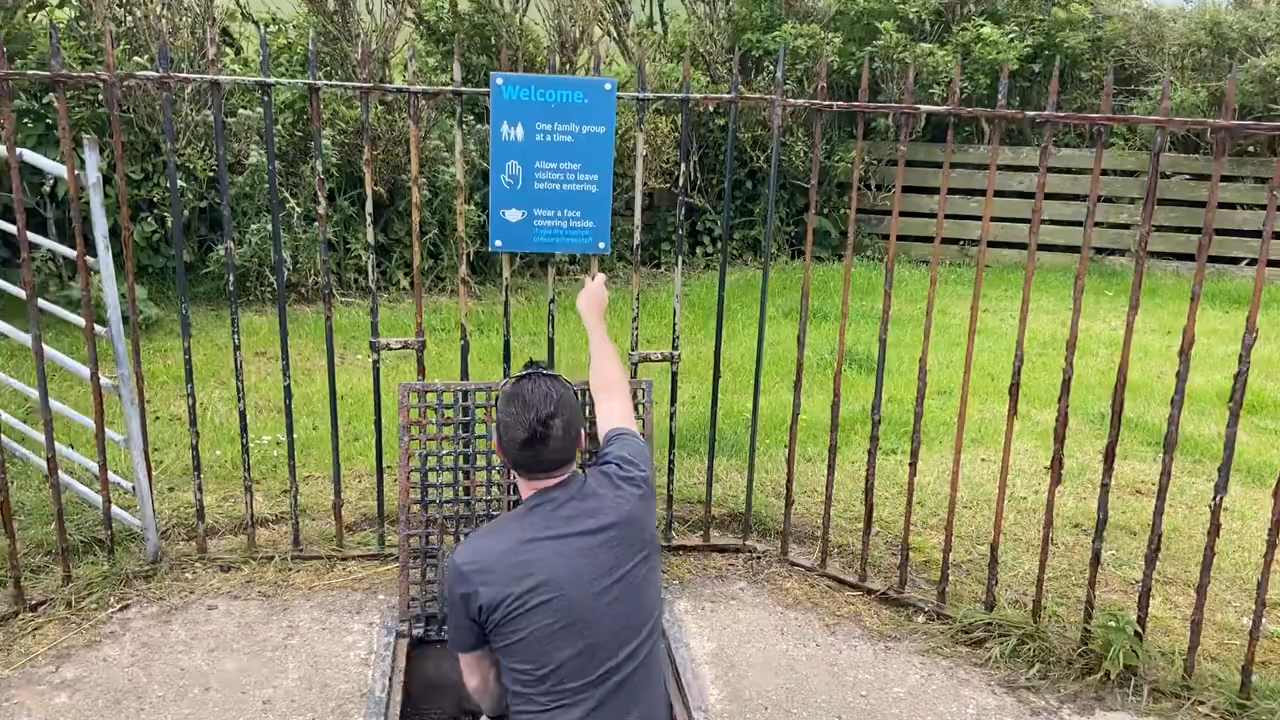 Welcome.
One family group
at a time.
Allow other
visitors to leave
before entering.
Wear a face
covering inside.